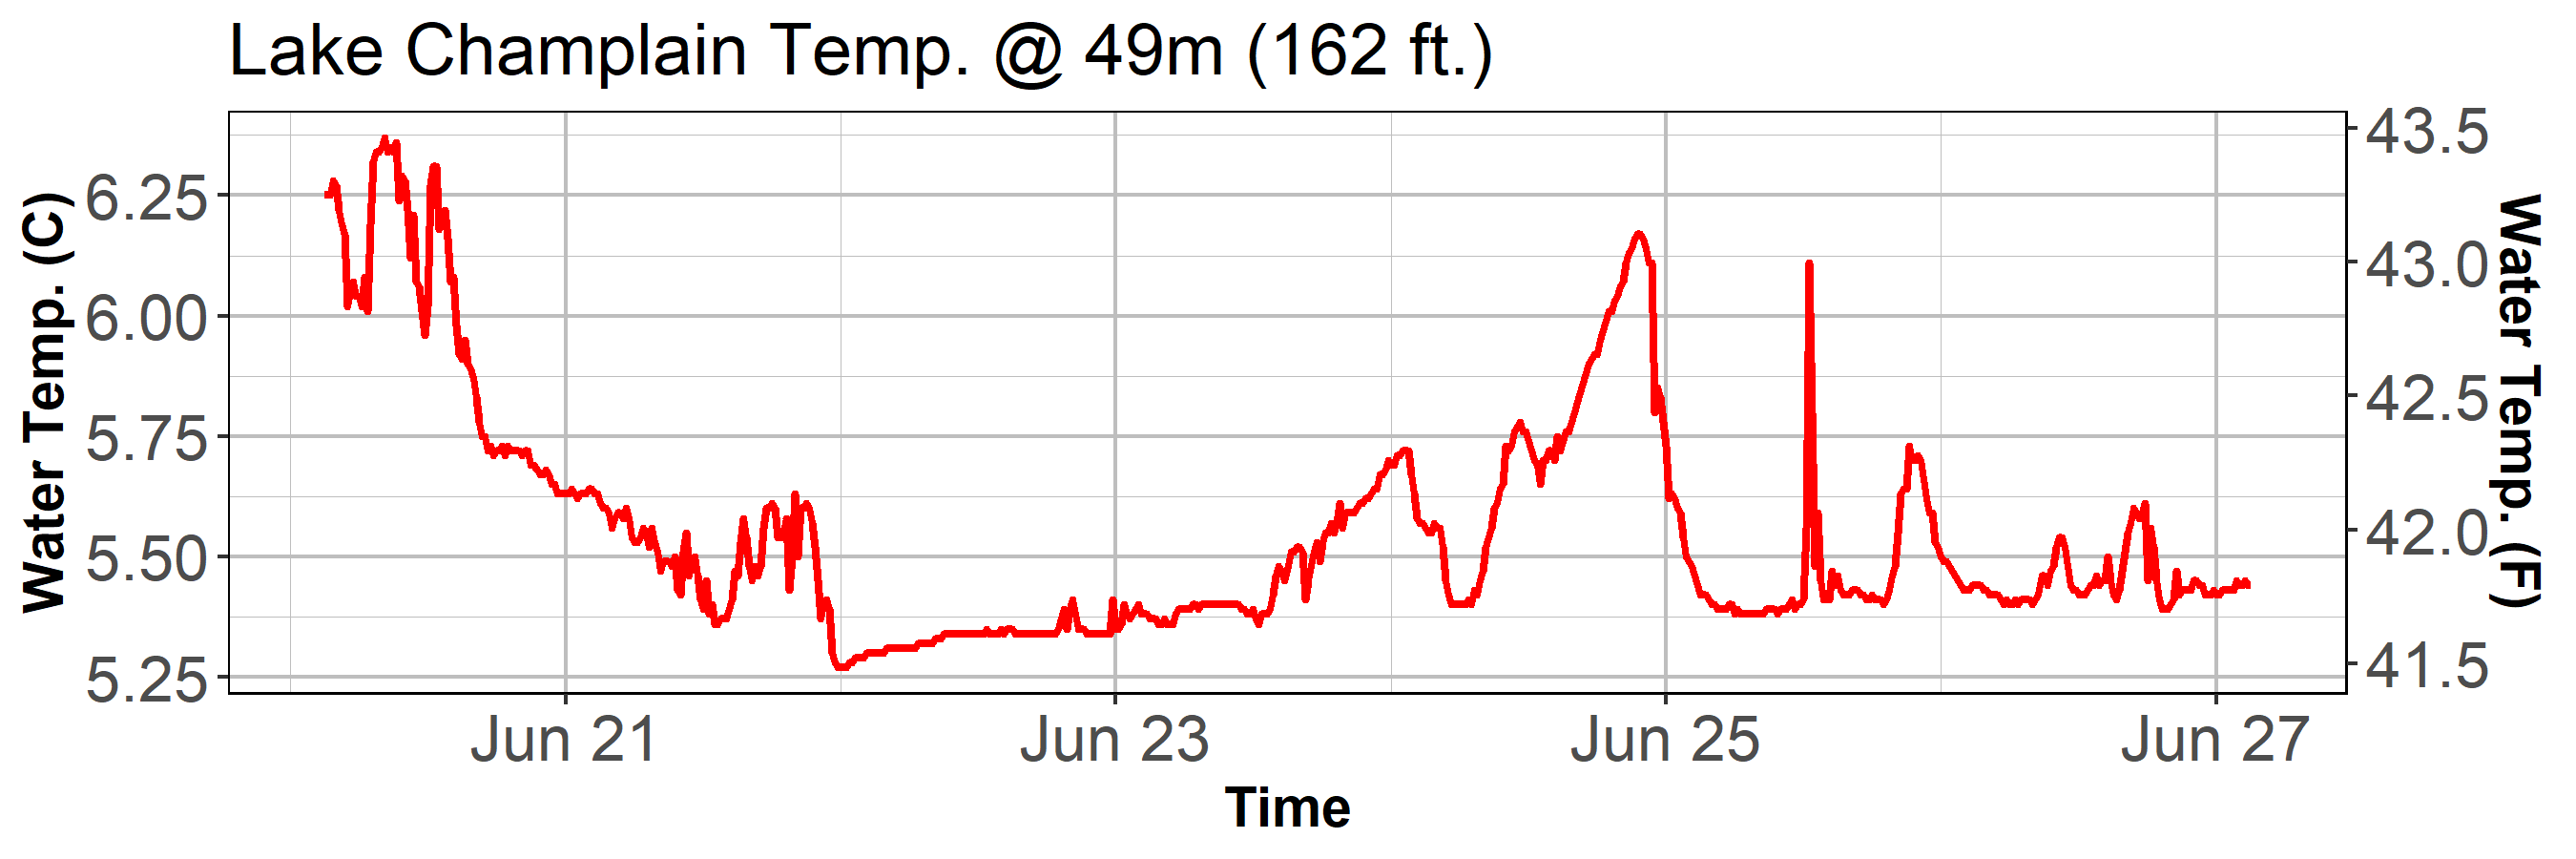 Lake Champlain Temp. @ 49m (162 ft.)
Water Temp. (C)
6.25
6.00
5.75
5.50
5.25
43.5
43.0
42.5
42.0
41.5
Water Temp. (F)
Jun 21
Jun 23
Jun 25
Jun 27
Time